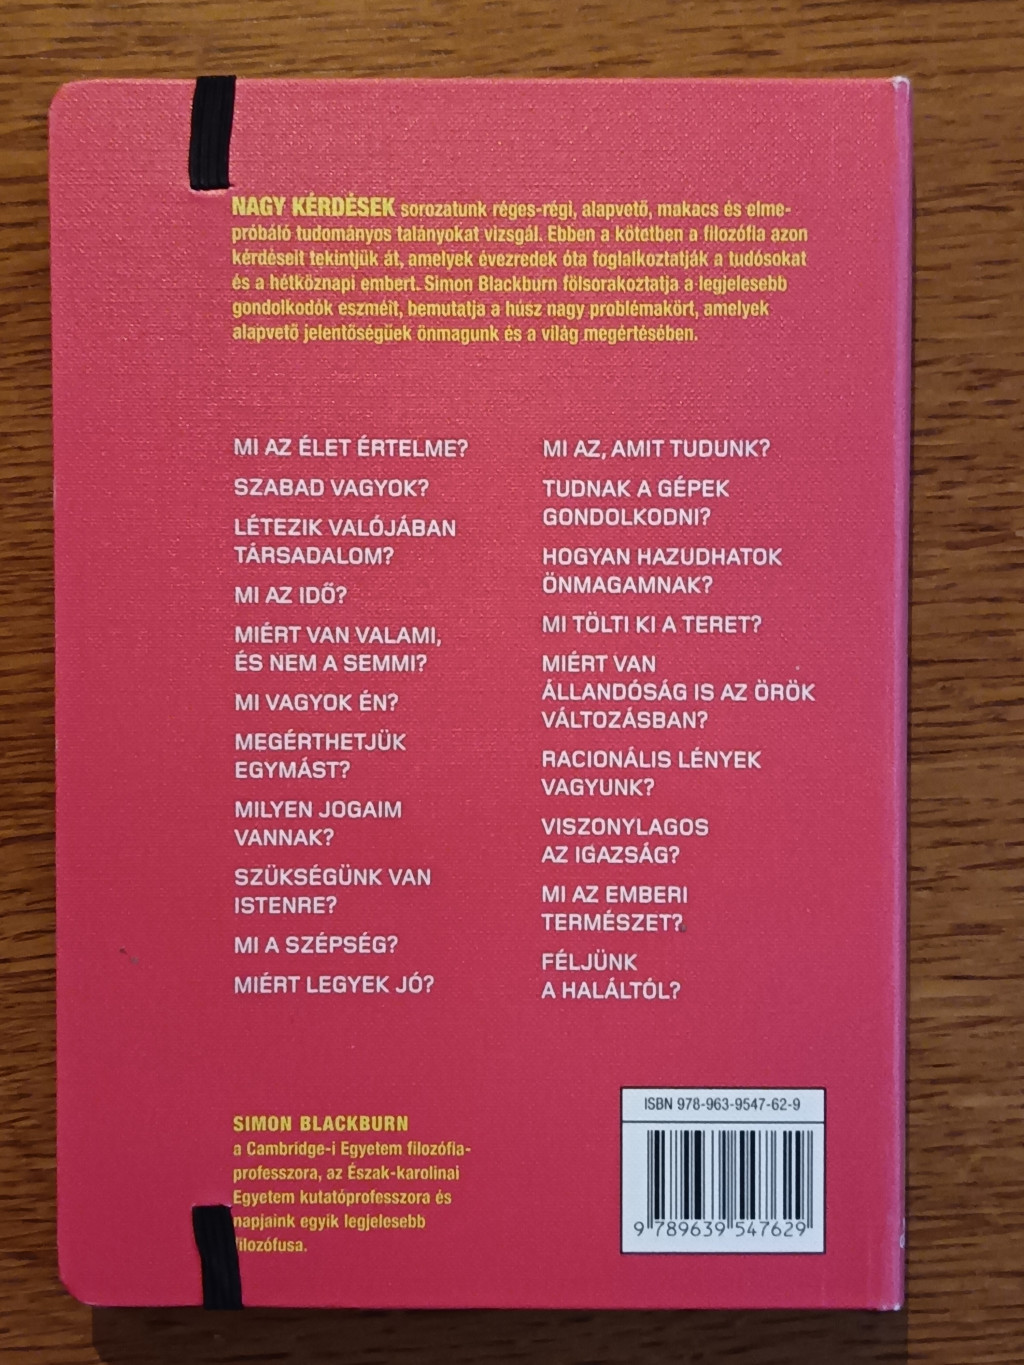 NAGY KÉRDÉSEK sorozatunk réges-régi, alapvető, makacs és elme-
próbáló tudományos talányokat vizsgál. Ebben a kötetben a filozófia azon
kérdéseit tekintjük át, amelyek évezredek óta foglalkoztatják a tudósokat
és a hétköznapi embert. Simon Blackburn fölsorakoztatja a legjelesebb
gondolkodók eszméit, bemutatja a húsz nagy problémakört, amelyek
alapvető jelentőségűek önmagunk és a világ megértésében.
MI AZ ÉLET ÉRTELME?
SZABAD VAGYOK?
LÉTEZIK VALÓJÁBAN
TÁRSADALOM?
MI AZ IDŐ?
MIÉRT VAN VALAMI,
ÉS NEM A SEMMI?
MI VAGYOK ÉN?
MEGÉRTHETJÜK
EGYMÁST?
MILYEN JOGAIM
VANNAK?
SZÜKSÉGÜNK VAN
ISTENRE?
MI A SZÉPSÉG?
MIÉRT LEGYEK JÓ?
MI AZ, AMIT TUDUNK?
TUDNAK A GÉPEK
GONDOLKODNI?
HOGYAN HAZUDHATOK
ÖNMAGAMNAK?
MI TÖLTI KI A TERET?
MIÉRT VAN
ÁLLANDÓSÁG IS AZ ÖRÖK
VÁLTOZÁSBAN?
RACIONÁLIS LÉNYEK
VAGYUNK?
VISZONYLAGOS
AZ IGAZSÁG?
MI AZ EMBERI
TERMÉSZET?
FÉLJÜNK
A HALÁLTÓL?
SIMON BLACKBURN
a Cambridge-i Egyetem filozófia-
professzora, az Észak-karolinai
Egyetem kutatóprofesszora és
napjaink egyik legjelesebb
filozófusa.
ISBN 978-963-9547-62-9
9 789639 547629